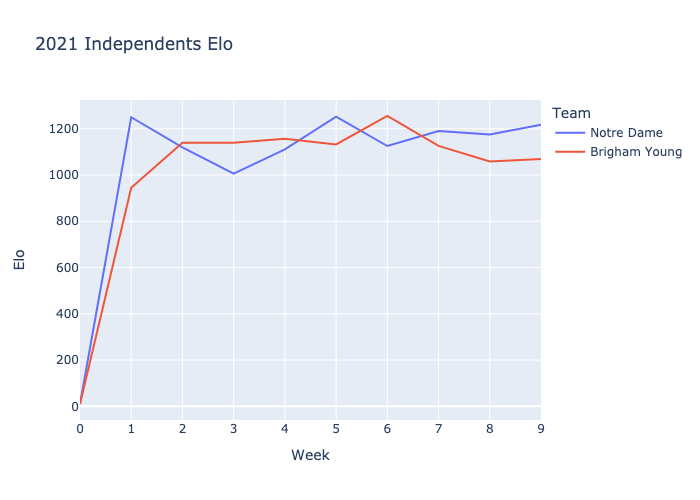 2021 Independents Elo
Team
Notre Dame
Brigham Young
Elo
1200
1000
800
600
400
200
0
0 1 2 3 4 5 6 7 8 9
Week